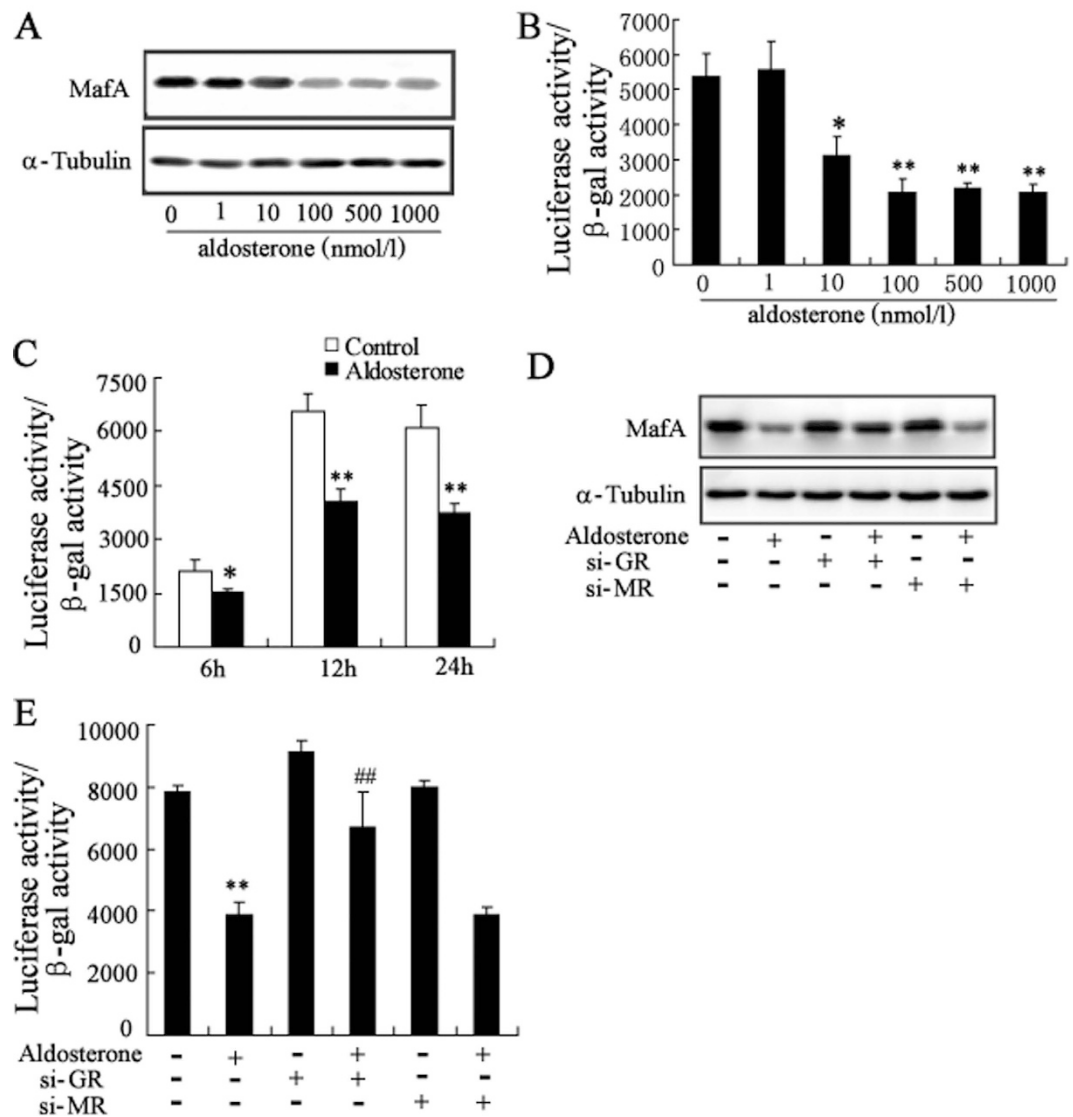 A
MafA
α-Tubulin
0 1 10 100 500 1000
aldosterone (nmol/l)
B
Luciferase activity/
β-gal activity
7000
6000
5000
4000
3000
2000
1000
0
*
**
**
**
0 1 10 100 500 1000
aldosterone (nmol/l)
C
Control
Aldosterone
Luciferase activity/
β-gal activity
7500
6000
4500
3000
1500
0
*
**
**
6h 12h 24h
D
MafA
α-Tubulin
Aldosterone - + - + - +
si-GR - - + + - -
si-MR - - - - + +
E
Luciferase activity/
β-gal activity
10000
8000
6000
4000
2000
0
**
##
Aldosterone - + - + - +
si-GR - - + + - -
si-MR - - - - + +